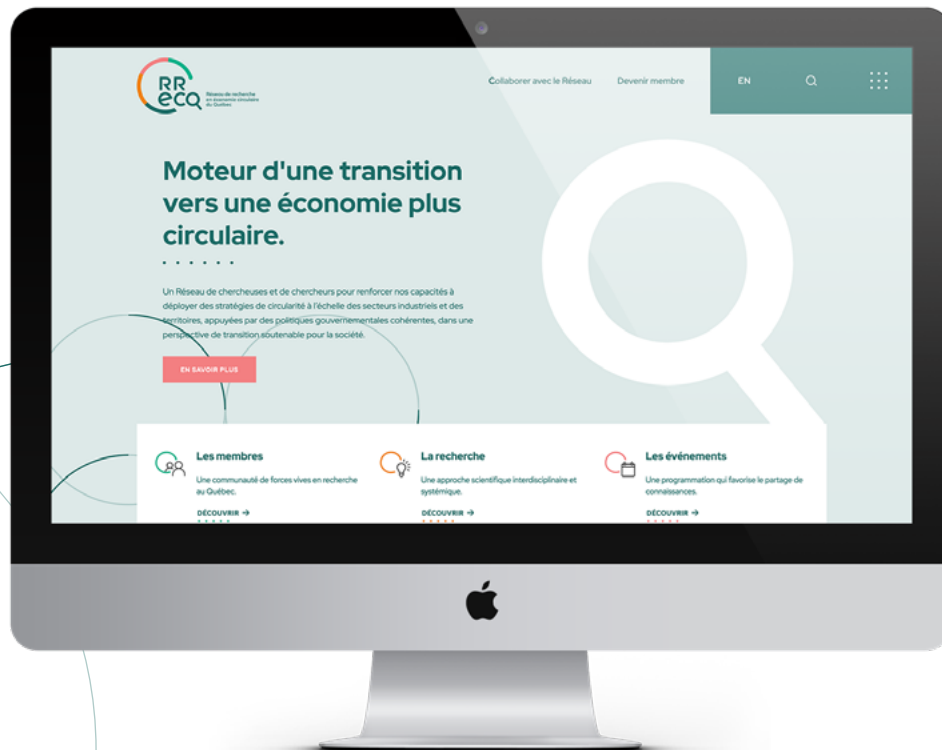 RR
ECQ
Réseau de recherche
en économie circulaire
du Québec
Collaborer avec le Réseau
Devenir membre
EN
Moteur d'une transition
vers une économie plus
circulaire.
Un Réseau de chercheuses et de chercheurs pour renforcer nos capacités à
déployer des stratégies de circularité à l'échelle des secteurs industriels et des
territoires, appuyées par des politiques gouvernementales cohérentes, dans une
perspective de transition soutenable pour la société.
EN SAVOIR PLUS
Les membres
Une communauté de forces vives en recherche
au Québec.
DÉCOUVRIR →
La recherche
Une approche scientifique interdisciplinaire et
systémique.
DÉCOUVRIR →
Les événements
Une programmation qui favorise le partage de
connaissances.
DÉCOUVRIR →